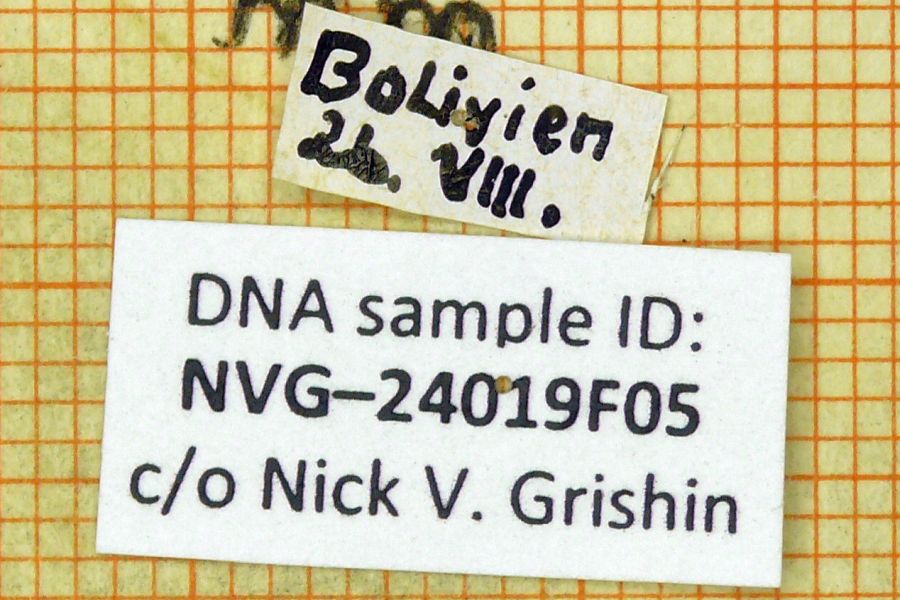 Bolivien
VIII.
DNA sample ID:
NVG–24019F05
c/o Nick V. Grishin